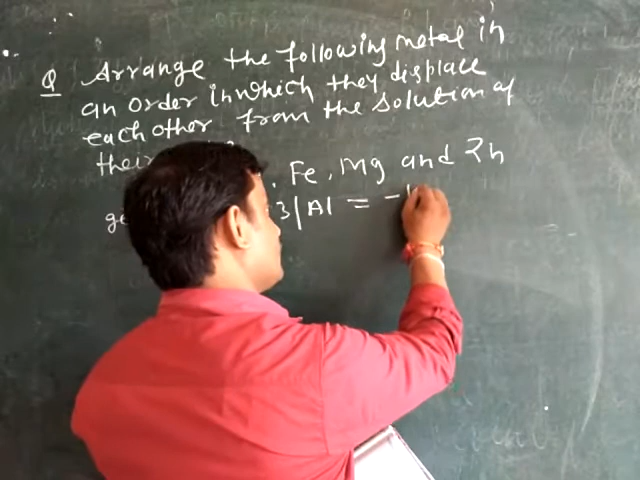 Q Arrange the following metal in
an order in which they displace
each other from the solution of
their
, Fe, Mg and Zn
3|Al = -1